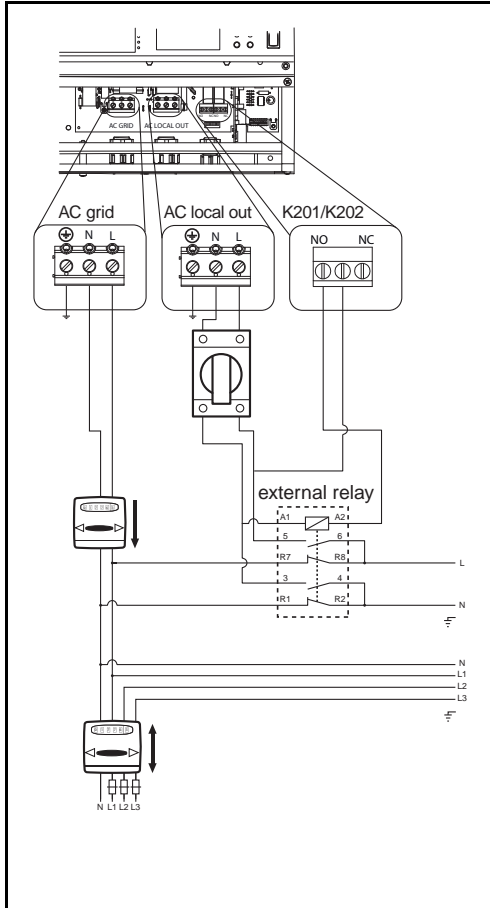 AC GRID AC LOCAL OUT
AC grid
AC local out
K201/K202
N L
N L
NO NC
external relay
A1 A2
5 6
R7 R8
L
3 4
R1 R2
N
N
L1
L2
L3
N L1 L2 L3